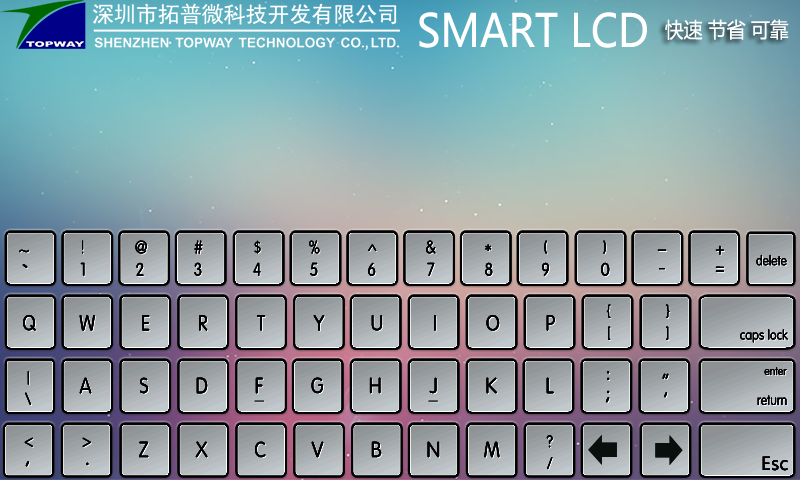 深圳市拓普微科技开发有限公司
TOPWAY SHENZHEN TOPWAY TECHNOLOGY CO.,LTD.
SMART LCD 快速 节省 可靠
~ ! @ # $ % ^ & * ( ) – +
` 1 2 3 4 5 6 7 8 9 0 - = delete
Q W E R T Y U I O P { }
[ ] caps lock
| A S D F G H J K L : " enter
\ ; ' return
< > Z X C V B N M ? Esc
, . /